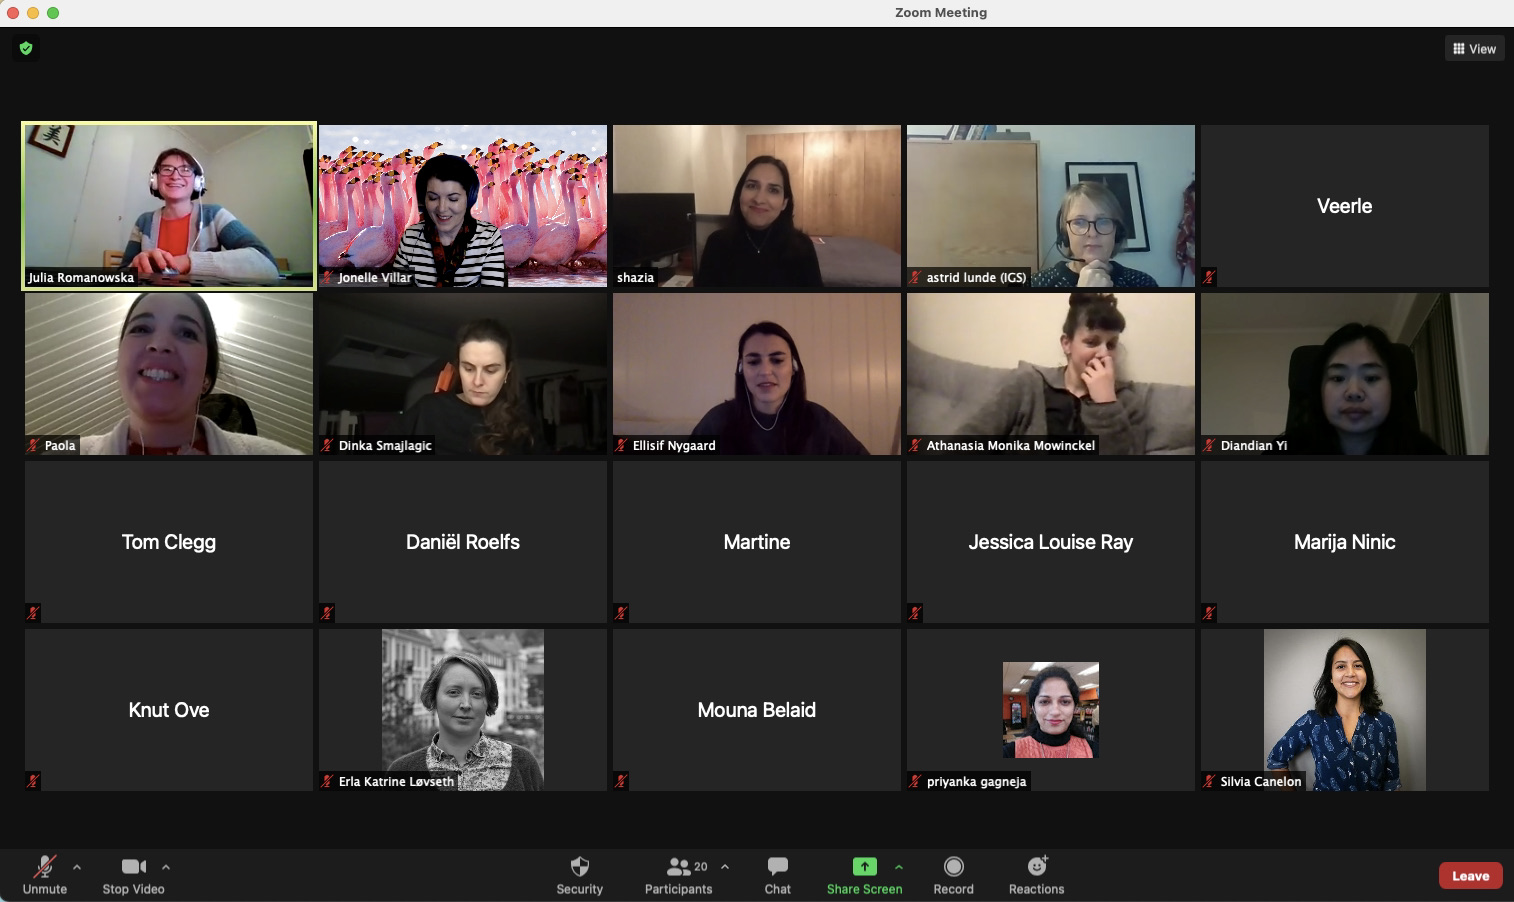 Zoom Meeting
View
美
Julia Romanowska
Jonelle Villar
shazia
astrid lunde (IGS)
Veerle
Paola
Dinka Smajlagic
Ellisif Nygaard
Athanasia Monika Mowinckel
Diandian Yi
Tom Clegg
Daniël Roelfs
Martine
Jessica Louise Ray
Marija Ninic
Knut Ove
Erla Katrine Løvseth
Mouna Belaid
priyanka gagneja
Silvia Canelon
Unmute
Stop Video
Security
Participants
20
Chat
Share Screen
Record
Reactions
Leave